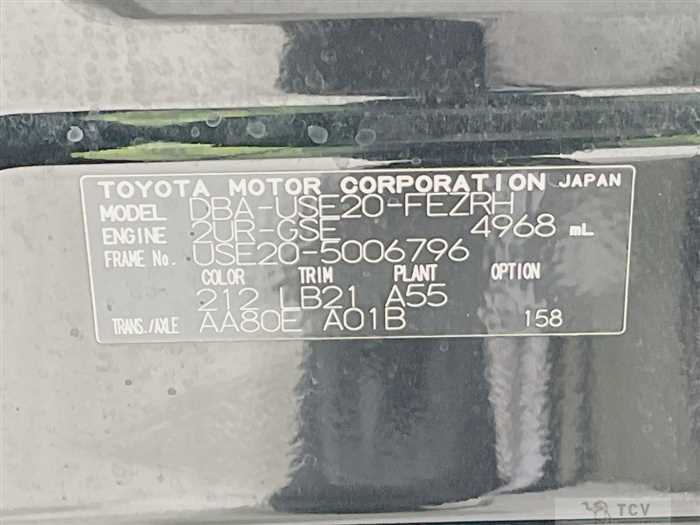 TOYOTA MOTOR CORPORATION JAPAN
MODEL DBA-USE20-FEZRH
ENGINE 2UR-GSE 4968 mL
FRAME No. USE20-5006796
COLOR TRIM PLANT OPTION
212 LB21 A55
TRANS./AXLE AA80E A01B 158
TCV